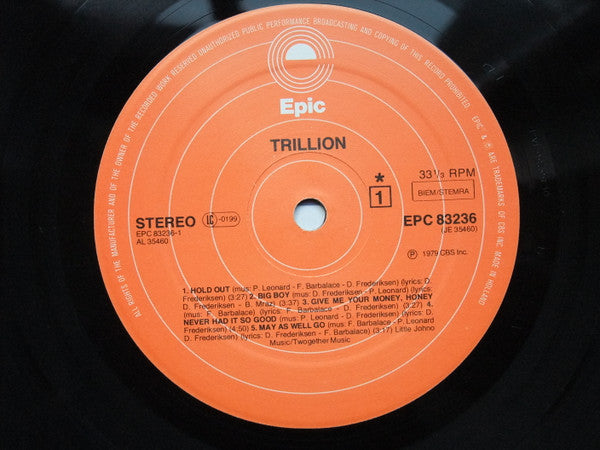 ALL RIGHTS OF THE MANUFACTURER AND OF THE OWNER OF THE RECORDED WORK RESERVED UNAUTHORIZED PUBLIC PERFORMANCE BROADCASTING AND COPYING OF THIS RECORD PROHIBITED EPIC & ® ARE TRADEMARKS OF CBS INC. MADE IN HOLLAND
Epic
TRILLION
33⅓ RPM
BIEM/STEMRA
*
1
STEREO LC-0199
EPC 83236-1
AL 35460
EPC 83236
(JE 35460)
℗ 1979 CBS Inc.
1. HOLD OUT (mus: P. Leonard - F. Barbalace - D. Frederiksen) (lyrics: D.
Frederiksen) (3:27) 2. BIG BOY (mus: D. Frederiksen - P. Leonard) (lyrics: D.
Frederiksen - B. Mraz) (3:37) 3. GIVE ME YOUR MONEY, HONEY
(mus: F. Barbalace) (lyrics: F. Barbalace - D. Frederiksen) (3:27) 4.
NEVER HAD IT SO GOOD (mus: P. Leonard - D. Frederiksen) (lyrics: D.
Frederiksen) (4:50) 5. MAY AS WELL GO (mus: F. Barbalace - P. Leonard
D. Frederiksen) (lyrics: D. Frederiksen) (3:17) Little Johno
Music/Twogether Music